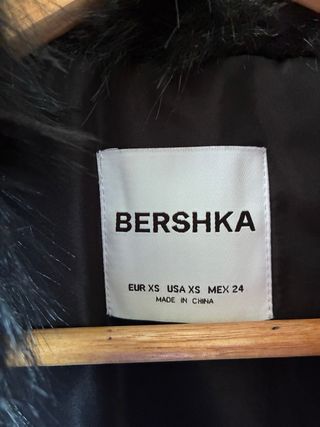 BERSHKA
EUR XS USA XS MEX 24
MADE IN CHINA